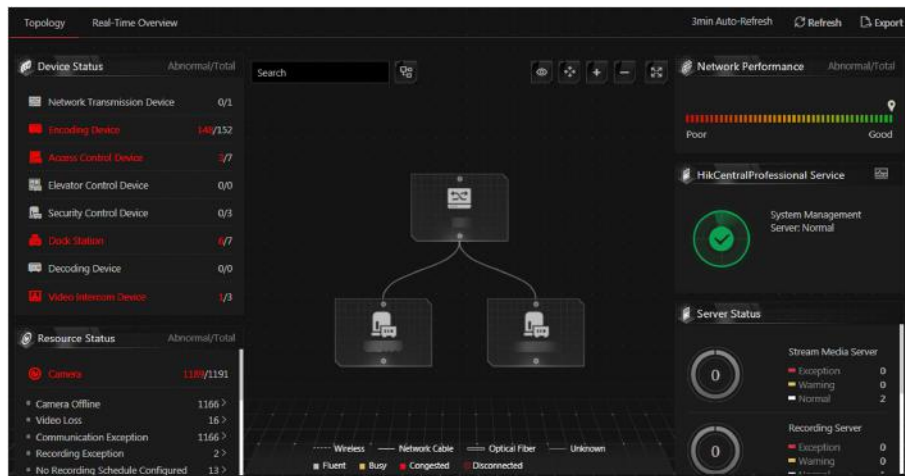 Topology Real-Time Overview 3min Auto-Refresh Refresh Export
Device Status Abnormal/Total
Network Transmission Device 0/1
Encoding Device 148/152
Access Control Device 3/7
Elevator Control Device 0/0
Security Control Device 0/3
Dock Station 6/7
Decoding Device 0/0
Video Intercom Device 1/3
Resource Status Abnormal/Total
Camera 1189/1191
Camera Offline 1166 >
Video Loss 16 >
Communication Exception 1166 >
Recording Exception 2 >
No Recording Schedule Configured 13 >
Search
Wireless Network Cable Optical Fiber Unknown
Fluent Busy Congested Disconnected
Network Performance Abnormal/Total
Poor Good
HikCentralProfessional Service
System Management
Server: Normal
Server Status
Stream Media Server
0
Exception 0
Warning 0
Normal 2
Recording Server
0
Exception 0
Warning 0